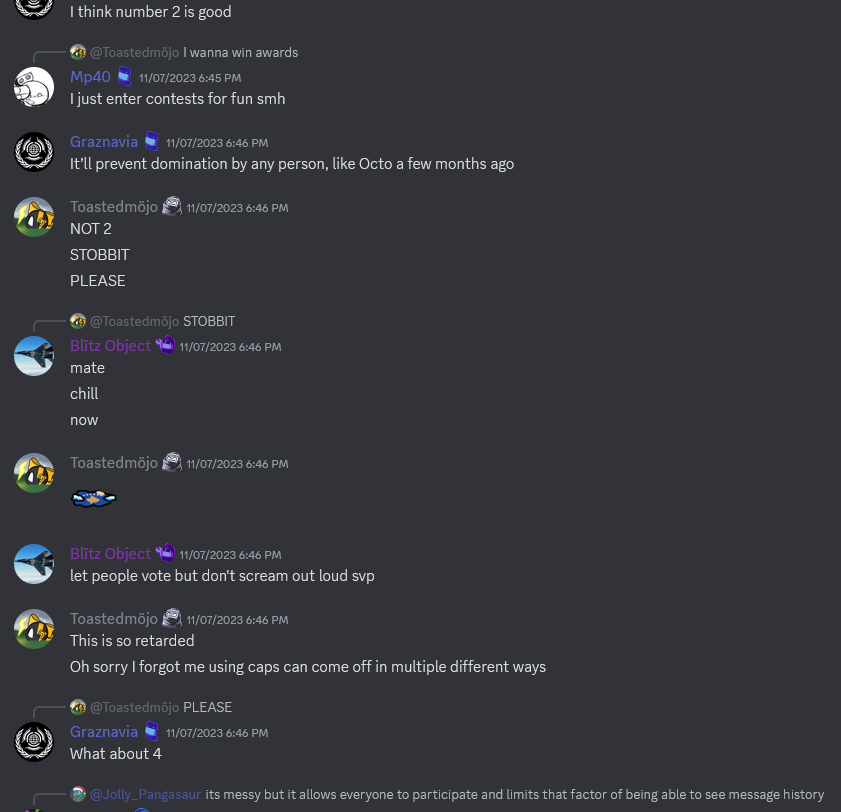 I think number 2 is good
@Toastedmöjo I wanna win awards
Mp40 11/07/2023 6:45 PM
I just enter contests for fun smh
Graznavia 11/07/2023 6:46 PM
It'll prevent domination by any person, like Octo a few months ago
Toastedmöjo 11/07/2023 6:46 PM
NOT 2
STOBBIT
PLEASE
@Toastedmöjo STOBBIT
Blïtz Object 11/07/2023 6:46 PM
mate
chill
now
Toastedmöjo 11/07/2023 6:46 PM
Blïtz Object 11/07/2023 6:46 PM
let people vote but don't scream out loud svp
Toastedmöjo 11/07/2023 6:46 PM
This is so retarded
Oh sorry I forgot me using caps can come off in multiple different ways
@Toastedmöjo PLEASE
Graznavia 11/07/2023 6:46 PM
What about 4
@Jolly_Pangasaur its messy but it allows everyone to participate and limits that factor of being able to see message history